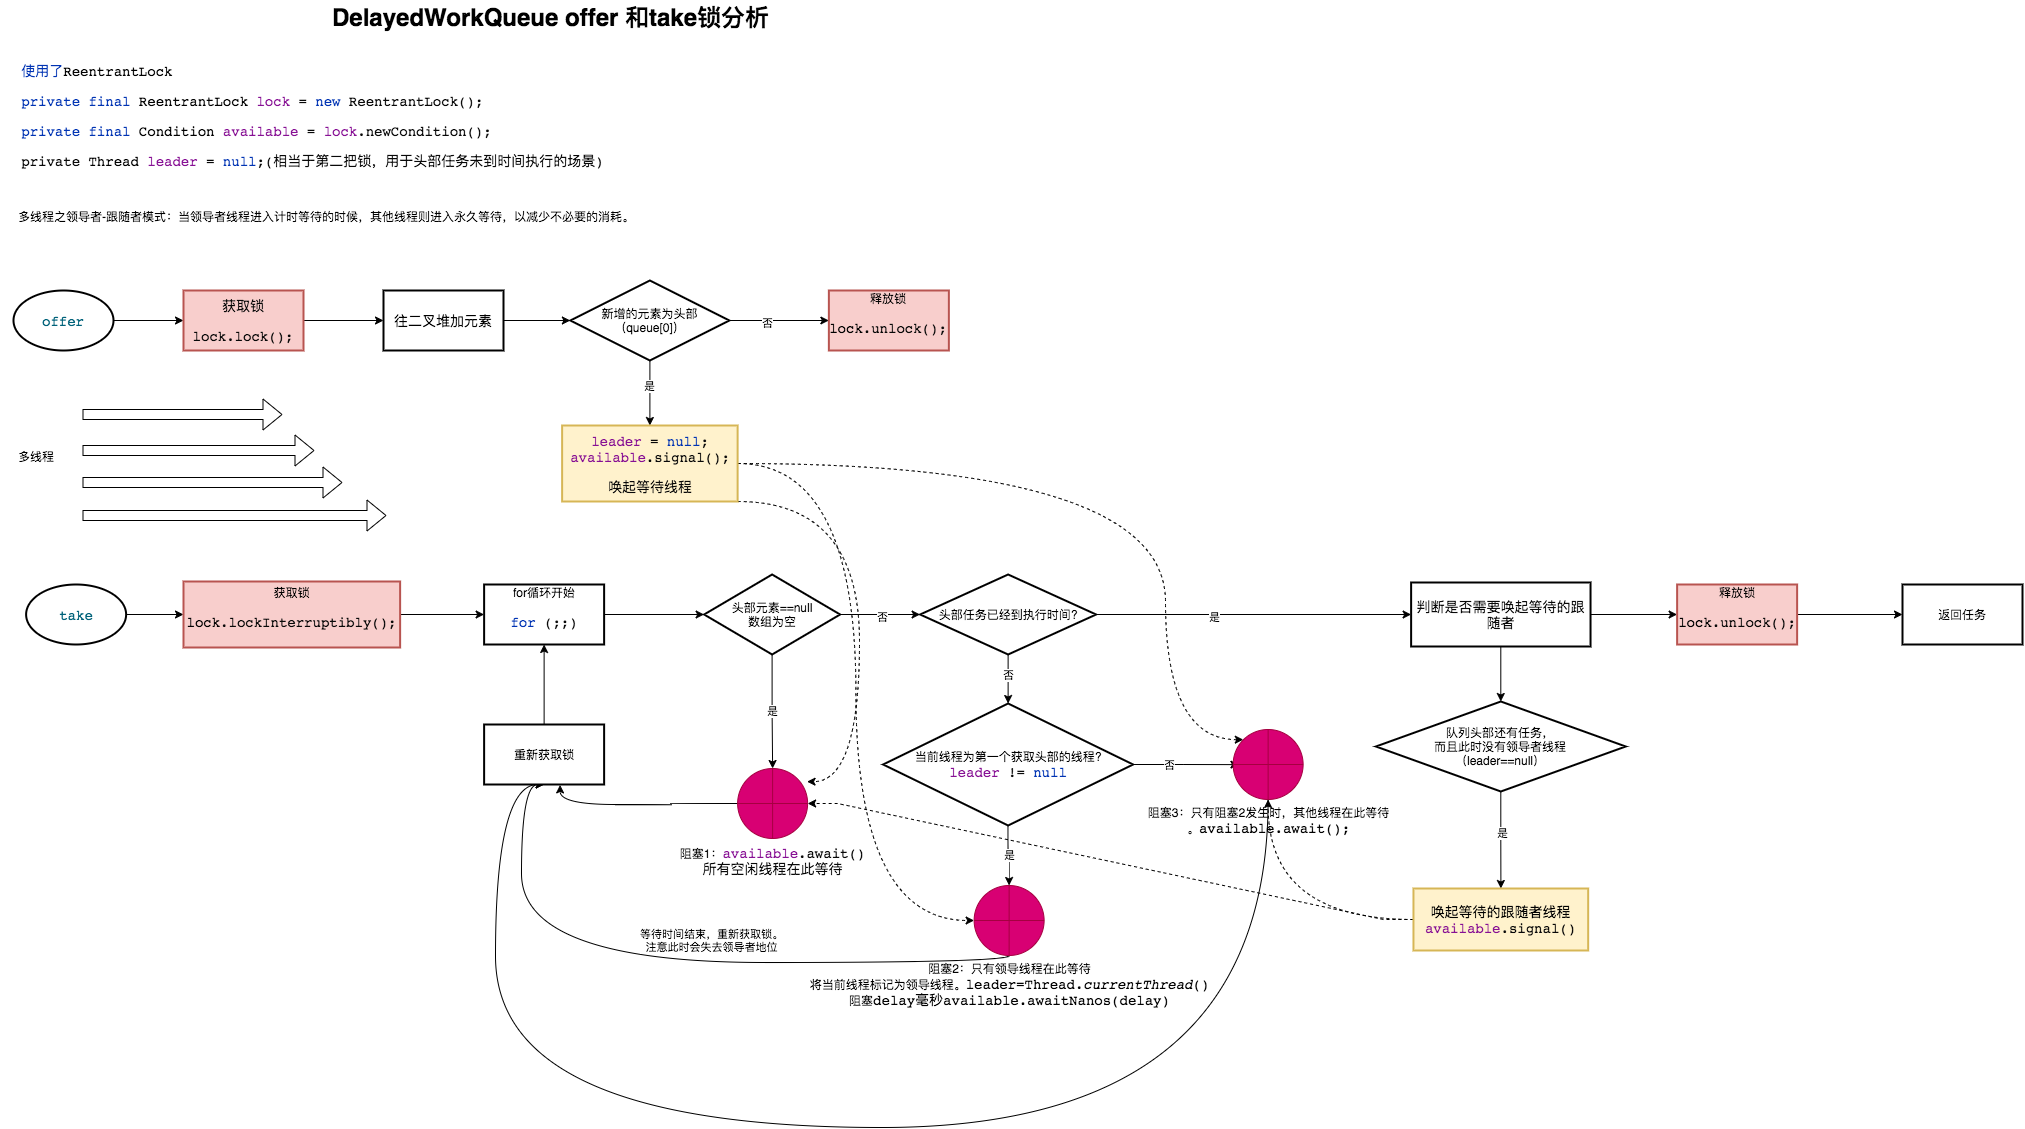 DelayedWorkQueue offer 和take锁分析
使用了ReentrantLock
private final ReentrantLock lock = new ReentrantLock();
private final Condition available = lock.newCondition();
private Thread leader = null;(相当于第二把锁，用于头部任务未到时间执行的场景)
多线程之领导者-跟随者模式：当领导者线程进入计时等待的时候，其他线程则进入永久等待，以减少不必要的消耗。
offer
获取锁
lock.lock();
往二叉堆加元素
新增的元素为头部
（queue[0]）
否
释放锁
lock.unlock();
是
leader = null;
available.signal();
唤起等待线程
多线程
take
获取锁
lock.lockInterruptibly();
for循环开始
for (;;)
头部元素==null
数组为空
否
头部任务已经到执行时间?
是
判断是否需要唤起等待的跟
随者
释放锁
lock.unlock();
返回任务
否
是
重新获取锁
当前线程为第一个获取头部的线程?
leader != null
否
队列头部还有任务，
而且此时没有领导者线程
（leader==null）
阻塞3：只有阻塞2发生时，其他线程在此等待
。available.await();
是
阻塞1：available.await()
所有空闲线程在此等待
是
唤起等待的跟随者线程
available.signal()
等待时间结束，重新获取锁。
注意此时会失去领导者地位
阻塞2：只有领导线程在此等待
将当前线程标记为领导线程。leader=Thread.currentThread()
阻塞delay毫秒available.awaitNanos(delay)